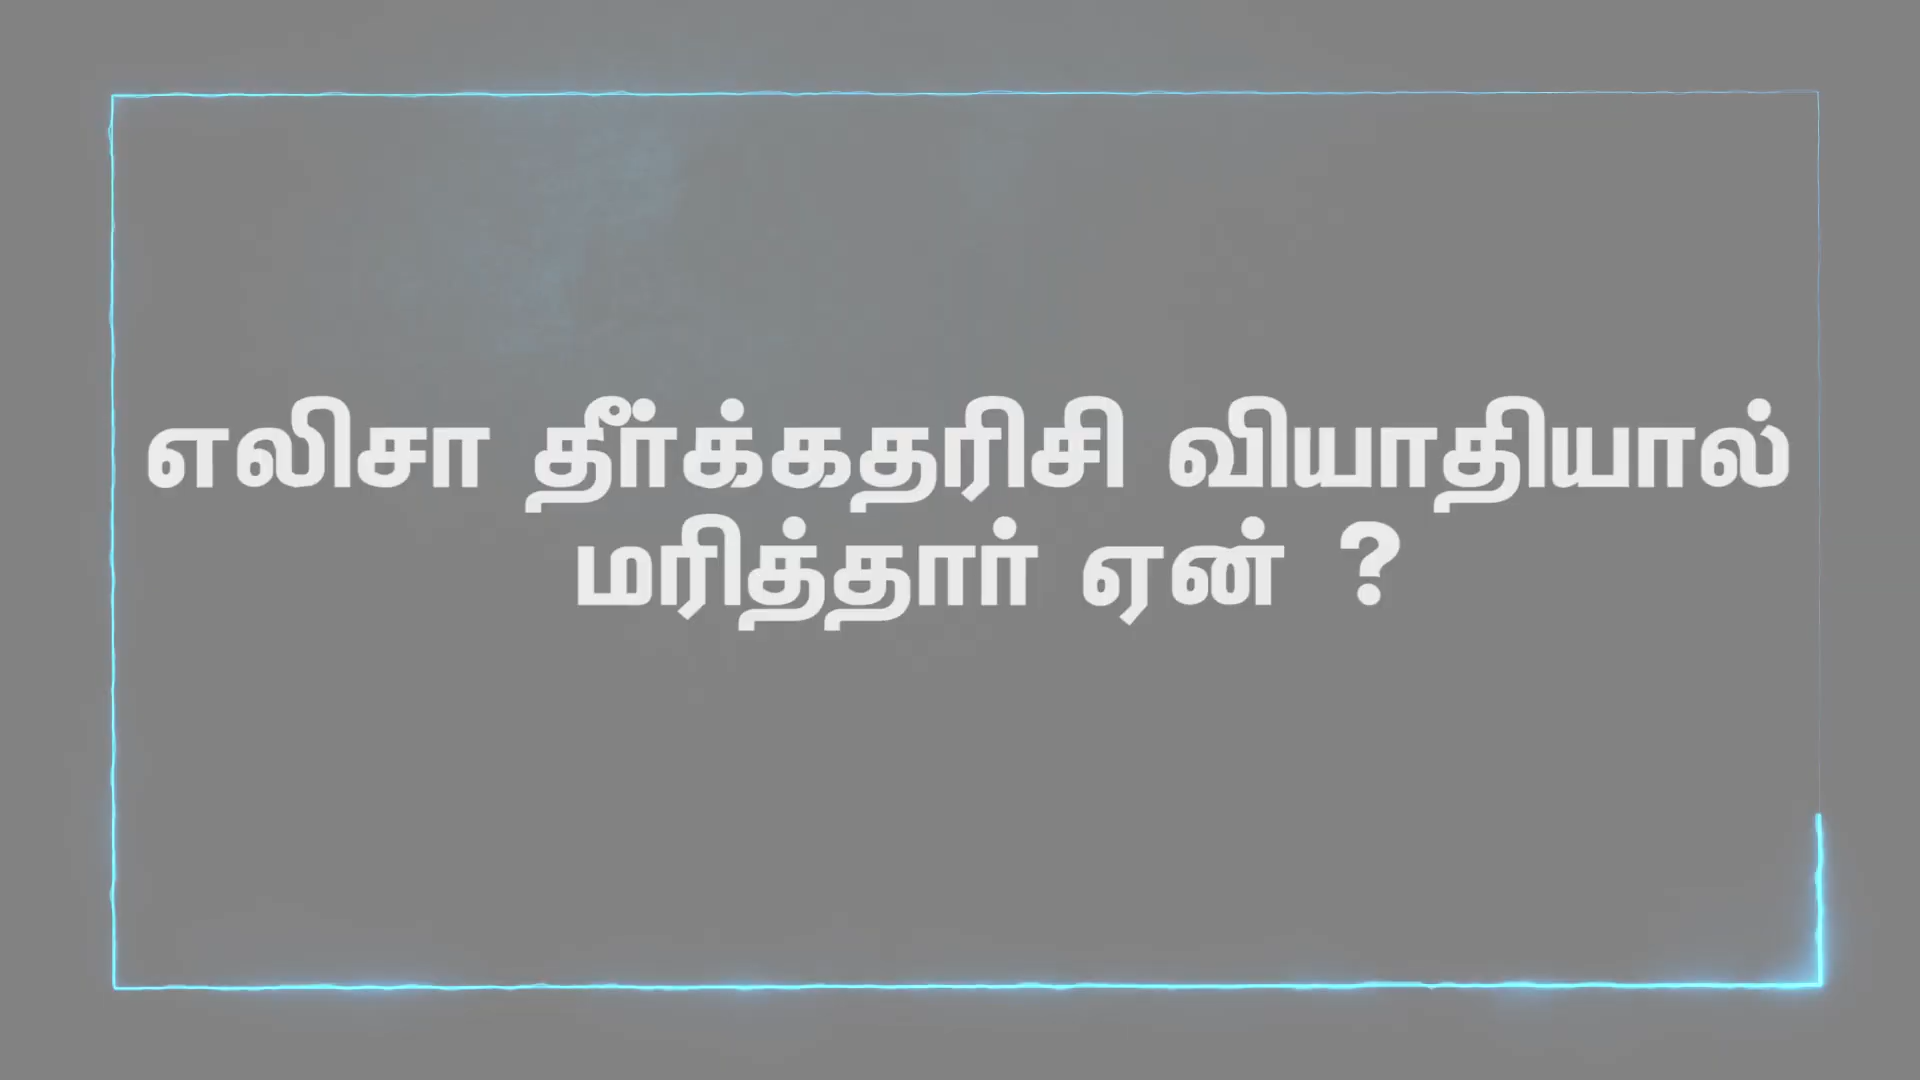 எலிசா தீர்க்கதரிசி வியாதியால்
மரித்தார் ஏன் ?